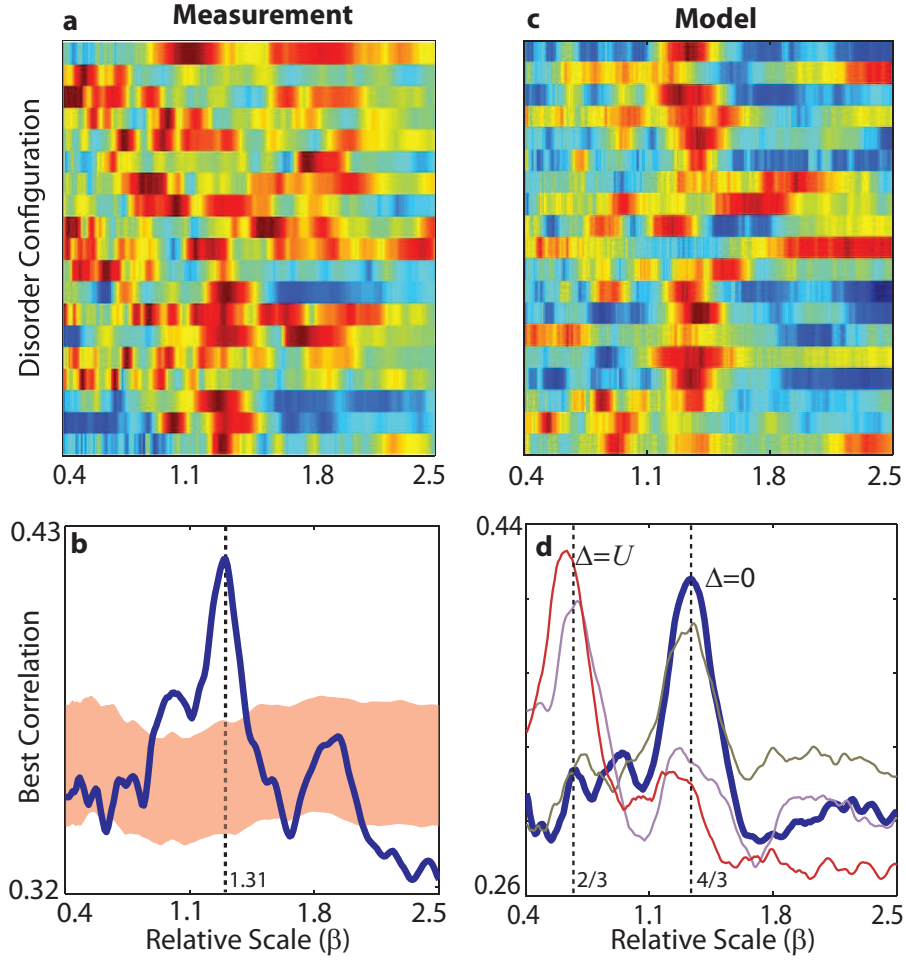 a
Measurement
c
Model
Disorder Configuration
0.4
1.1
1.8
2.5
0.4
1.1
1.8
2.5
0.43
b
0.32
1.31
Best Correlation
0.4
1.1
1.8
2.5
Relative Scale (β)
0.44
d
Δ=U
Δ=0
0.26
2/3
4/3
0.4
1.1
1.8
2.5
Relative Scale (β)